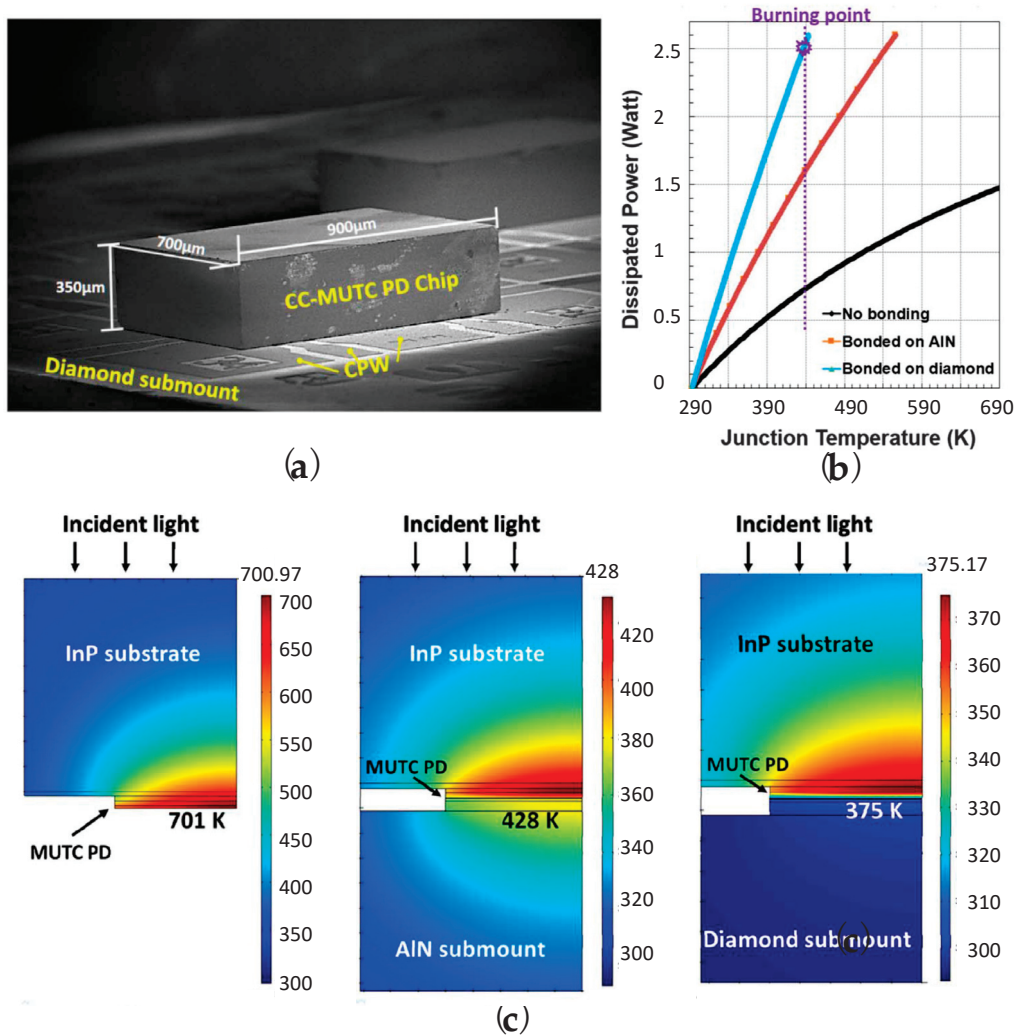 700μm
900μm
350μm
CC-MUTC PD Chip
CPW
Diamond submount
(a)
Burning point
2.5
2
1.5
1
0.5
0
Dissipated Power (Watt)
No bonding
Bonded on AlN
Bonded on diamond
290 390 490 590 690
Junction Temperature (K)
(b)
Incident light
700.97
700
650
600
550
500
450
400
350
300
InP substrate
701 K
MUTC PD
Incident light
428
420
400
380
360
340
320
300
InP substrate
MUTC PD
428 K
AlN submount
Incident light
375.17
370
360
350
340
330
320
310
300
InP substrate
MUTC PD
375 K
Diamond submount
(c)
(c)